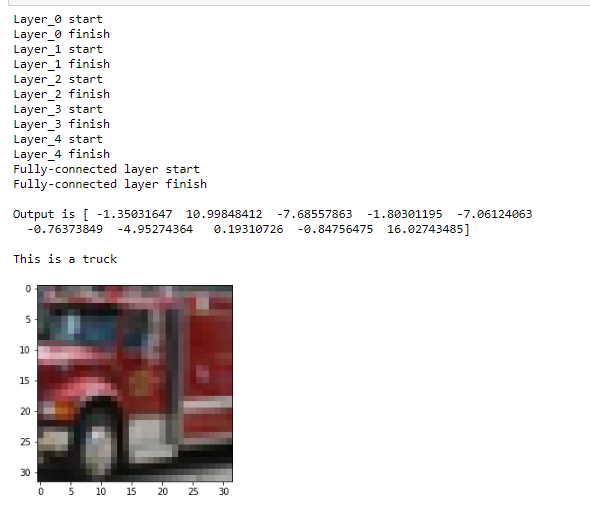 Layer_0 start
Layer_0 finish
Layer_1 start
Layer_1 finish
Layer_2 start
Layer_2 finish
Layer_3 start
Layer_3 finish
Layer_4 start
Layer_4 finish
Fully-connected layer start
Fully-connected layer finish
Output is [ -1.35031647 10.99848412 -7.68557863 -1.80301195 -7.06124063
-0.76373849 -4.95274364 0.19310726 -0.84756475 16.02743485]
This is a truck
0
5
10
15
20
25
30
0 5 10 15 20 25 30